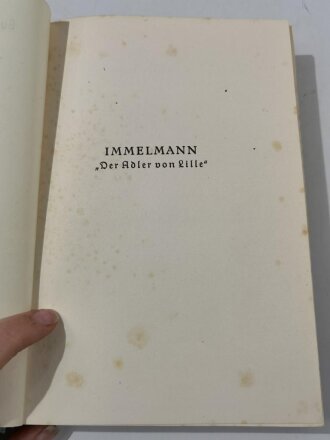 IMMELMANN
„Der Adler von Lille“